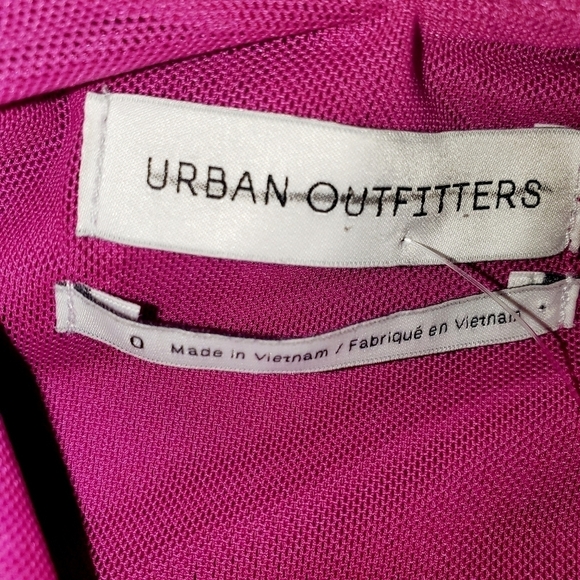 URBAN OUTFITTERS
0 Made in Vietnam / Fabriqué en Vietnam